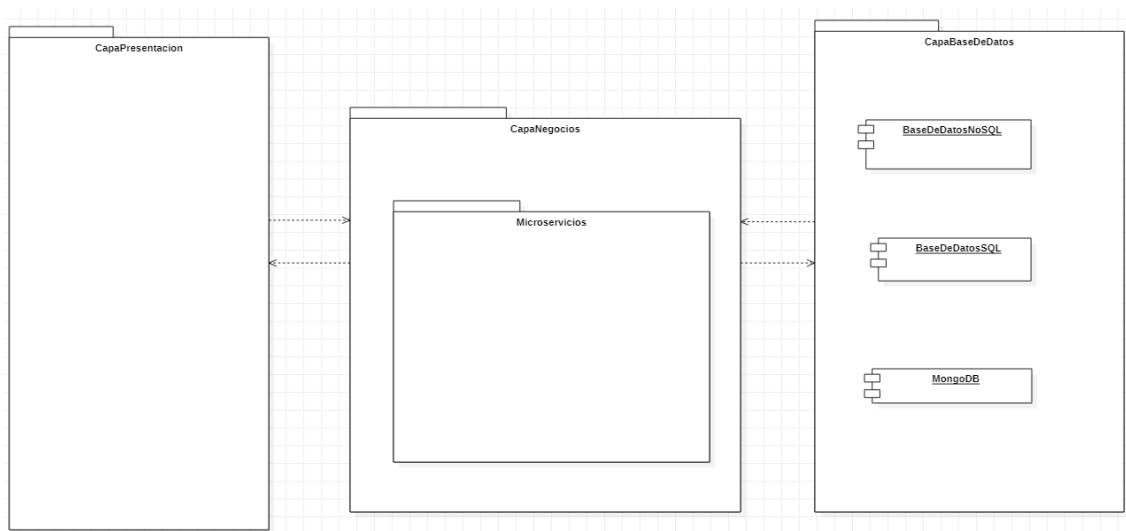 CapaPresentacion
CapaNegocios
Microservicios
CapaBaseDeDatos
BaseDeDatosNoSQL
BaseDeDatosSQL
MongoDB